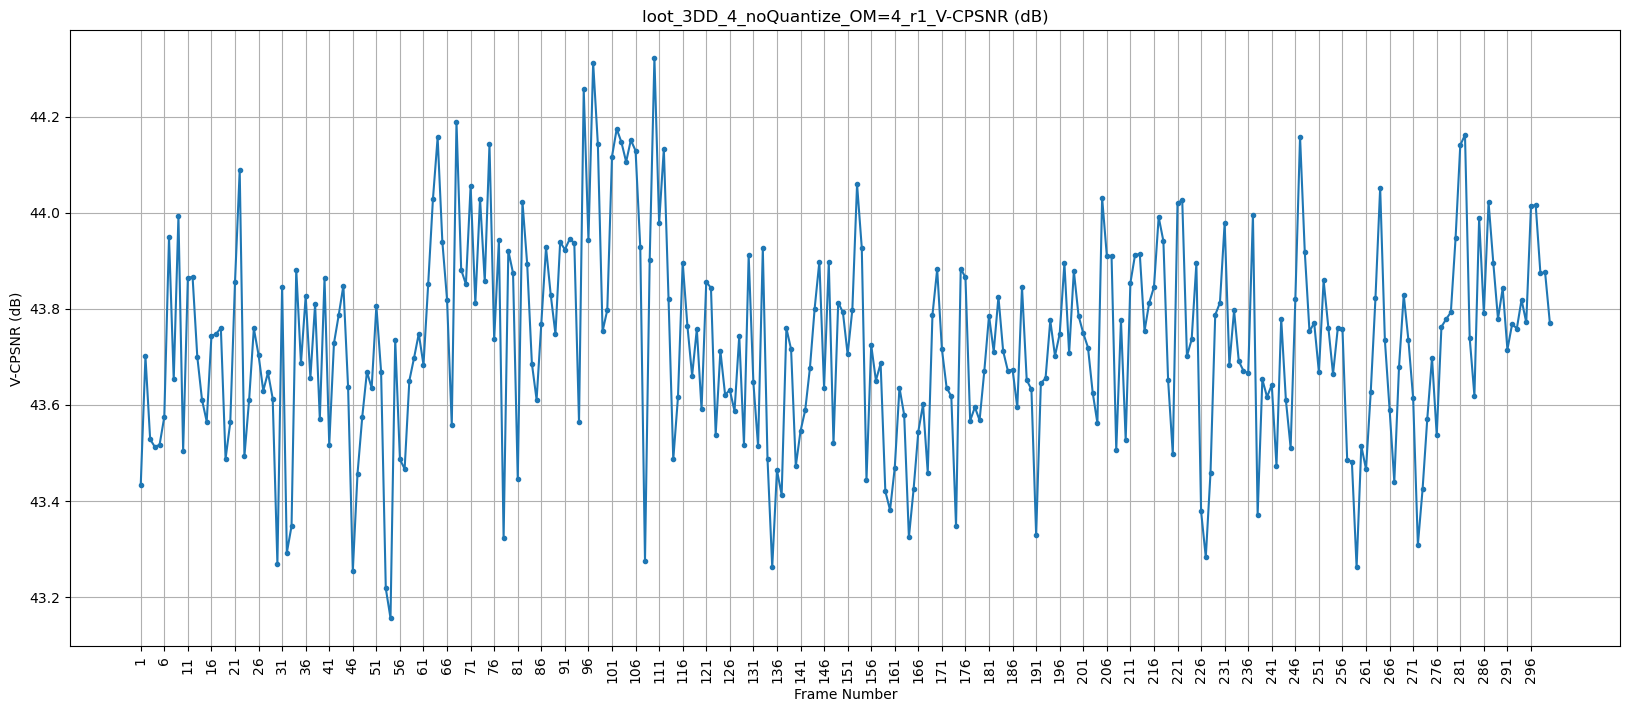 loot_3DD_4_noQuantize_OM=4_r1_V-CPSNR (dB)
V-CPSNR (dB)
44.2
44.0
43.8
43.6
43.4
43.2
1 6 11 16 21 26 31 36 41 46 51 56 61 66 71 76 81 86 91 96 101 106 111 116 121 126 131 136 141 146 151 156 161 166 171 176 181 186 191 196 201 206 211 216 221 226 231 236 241 246 251 256 261 266 271 276 281 286 291 296
Frame Number